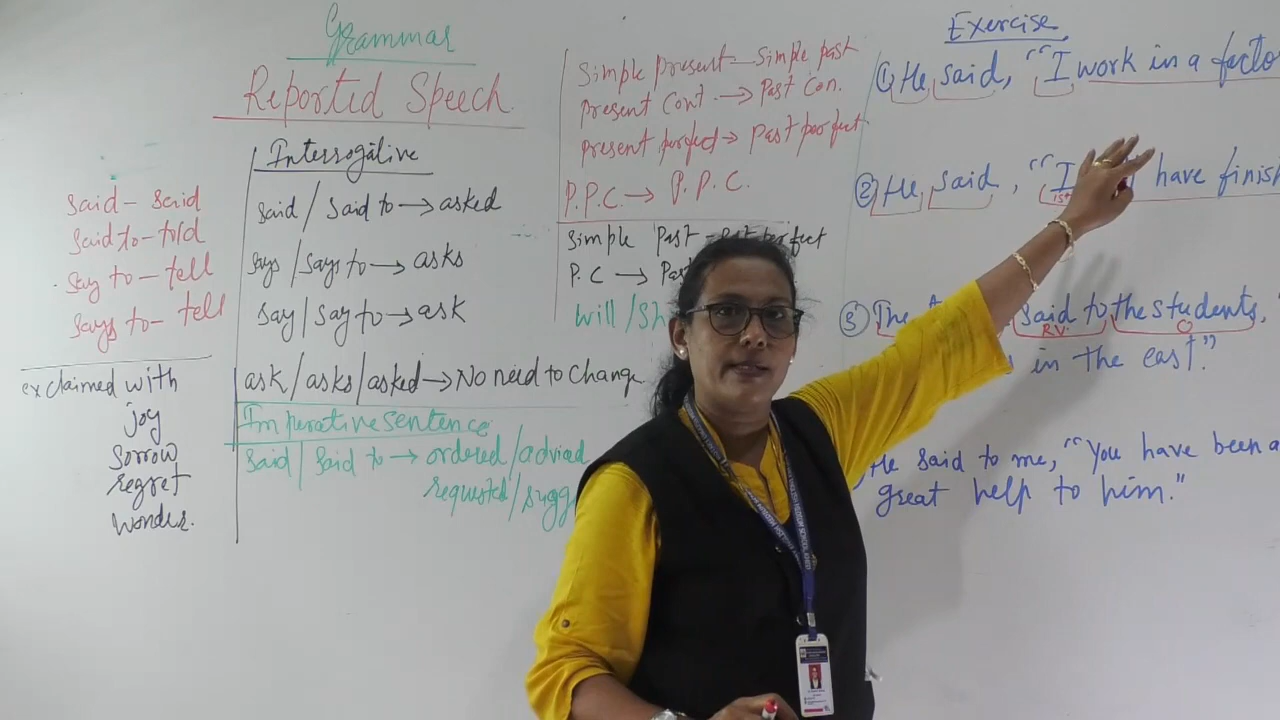 Grammar
Reported Speech
said - said
Said to - told
Say to - tell
Says to - tell
exclaimed with
joy
sorrow
regret
wonder.
Interrogative
Said / Said to → asked
Says / Says to → asks
Say / Say to → ask
ask / asks / asked → No need to change
Imperative sentence
Said / Said to → ordered / adviced
requested / sugg
Simple present — Simple past
Present Cont. → Past Con.
Present perfect → Past perfect
P.P.C. → P.P.C.
Simple Past -
P.C → Pas
Will / Sh
Exercise
① He said, "I work in a facto
② He said, "I have finish
③ The said to the students, "
R.V. O
in the east."
He said to me, "You have been a
great help to him."